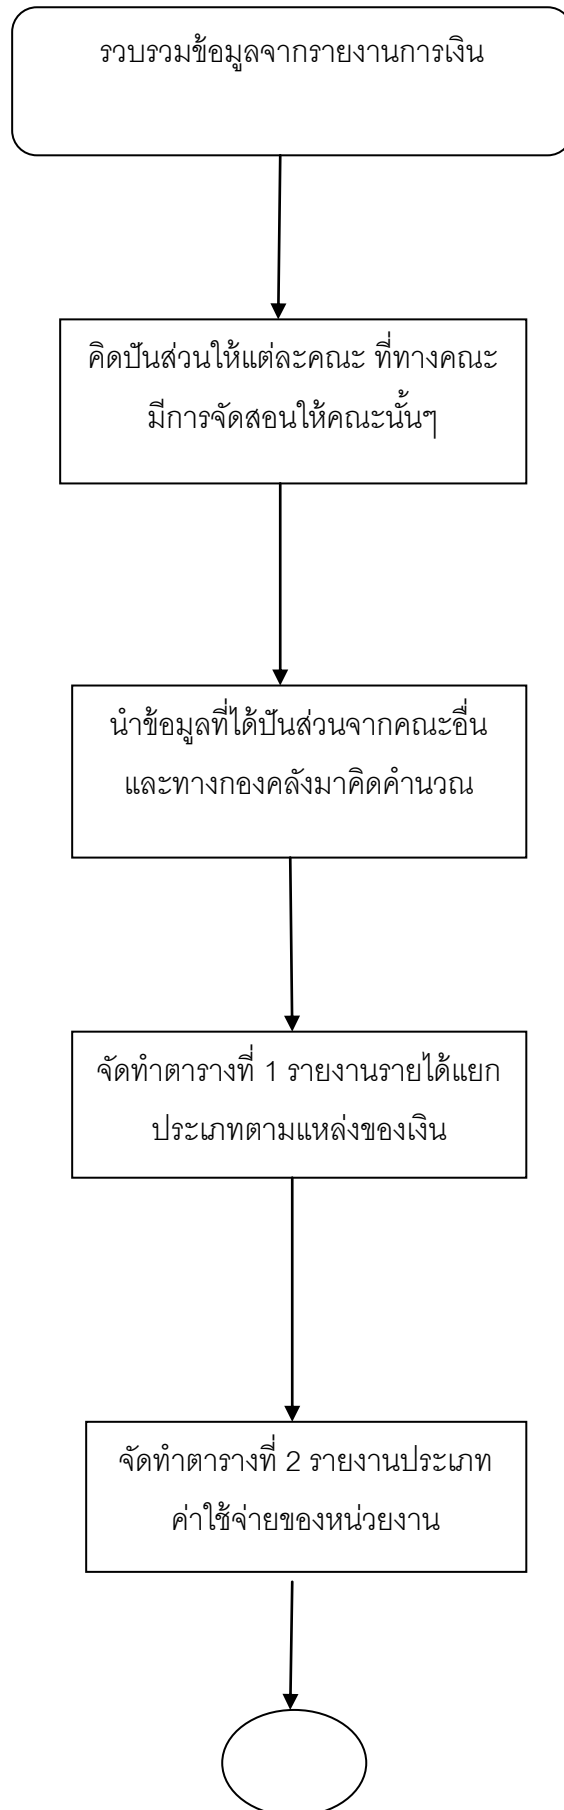 รวบรวมข้อมูลจากรายงานการเงิน
คิดปันส่วนให้แต่ละคณะ ที่ทางคณะ
มีการจัดสอนให้คณะนั้นๆ
นำข้อมูลที่ได้ปันส่วนจากคณะอื่น
และทางกองคลังมาคิดคำนวณ
จัดทำตารางที่ 1 รายงานรายได้แยก
ประเภทตามแหล่งของเงิน
จัดทำตารางที่ 2 รายงานประเภท
ค่าใช้จ่ายของหน่วยงาน